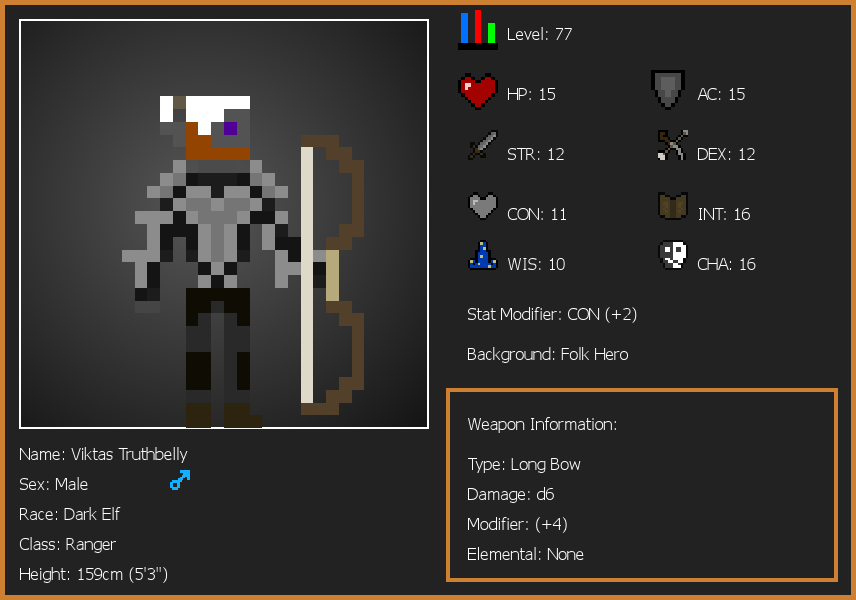 Level: 77
HP: 15
AC: 15
STR: 12
DEX: 12
CON: 11
INT: 16
WIS: 10
CHA: 16
Stat Modifier: CON (+2)
Background: Folk Hero
Weapon Information:
Type: Long Bow
Damage: d6
Modifier: (+4)
Elemental: None
Name: Viktas Truthbelly
Sex: Male
Race: Dark Elf
Class: Ranger
Height: 159cm (5'3")